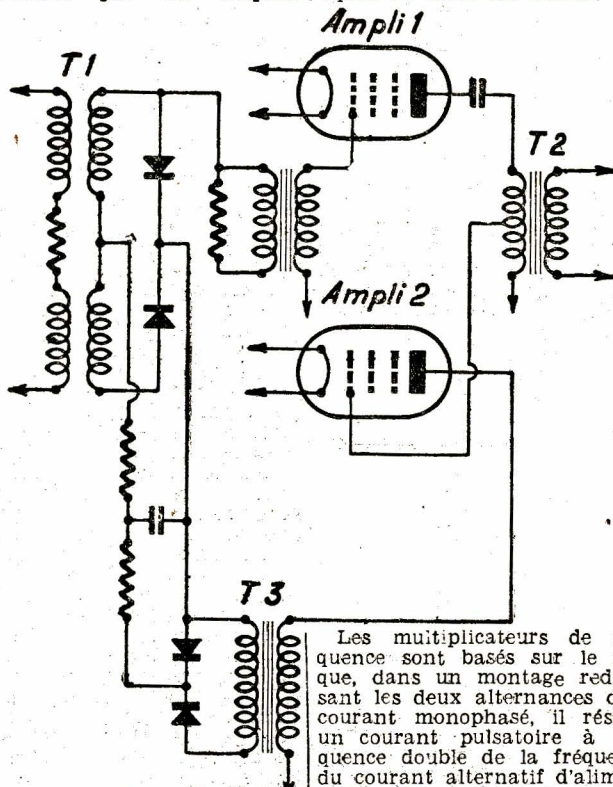 Ampli 1
T1
T2
Ampli 2
T3
Les multiplicateurs de
quence sont basés sur le
que, dans un montage red
sant les deux alternances d
courant monophasé, il rés
un courant pulsatoire à
quence double de la fréque
du courant alternatif d'alim